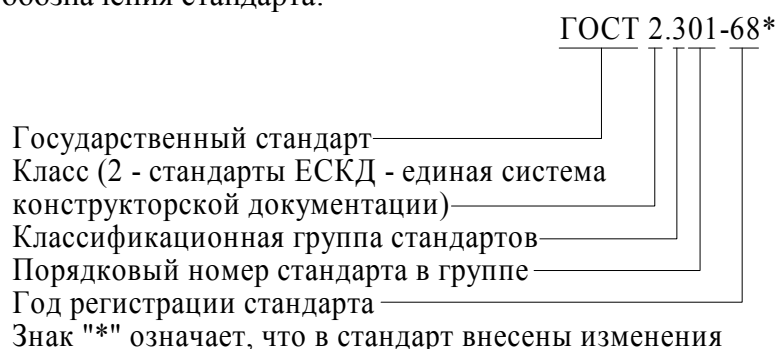 обозначения стандарта:
ГОСТ 2.301-68*
Государственный стандарт
Класс (2 - стандарты ЕСКД - единая система
конструкторской документации)
Классификационная группа стандартов
Порядковый номер стандарта в группе
Год регистрации стандарта
Знак "*" означает, что в стандарт внесены изменения